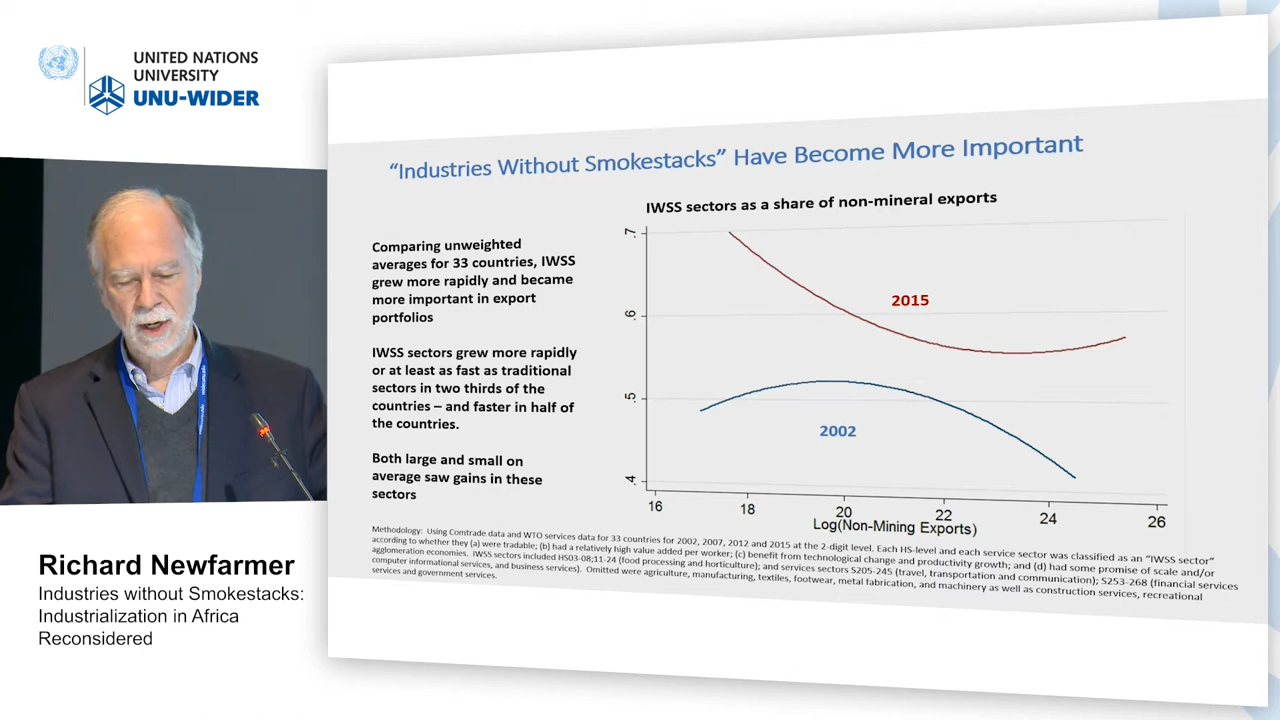 UNITED NATIONS
UNIVERSITY
UNU-WIDER
“Industries Without Smokestacks” Have Become More Important
Comparing unweighted
averages for 33 countries, IWSS
grew more rapidly and became
more important in export
portfolios
IWSS sectors grew more rapidly
or at least as fast as traditional
sectors in two thirds of the
countries – and faster in half of
the countries.
Both large and small on
average saw gains in these
sectors
IWSS sectors as a share of non-mineral exports
.7
.6
.5
.4
2015
2002
16 18 20 22 24 26
Log(Non-Mining Exports)
Methodology: Using Comtrade data and WTO services data for 33 countries for 2002, 2007, 2012 and 2015 at the 2-digit level. Each HS-level and each service sector was classified as an “IWSS sector”
according to whether they (a) were tradable; (b) had a relatively high value added per worker; (c) benefit from technological change and productivity growth; and (d) had some promise of scale and/or
agglomeration economies. IWSS sectors included HS03-08;11-24 (food processing and horticulture); and services sectors S205-245 (travel, transportation and communication); S253-268 (financial services
computer informational services, and business services). Omitted were agriculture, manufacturing, textiles, footwear, metal fabrication, and machinery as well as construction services, recreational
services and government services.
Richard Newfarmer
Industries without Smokestacks:
Industrialization in Africa
Reconsidered